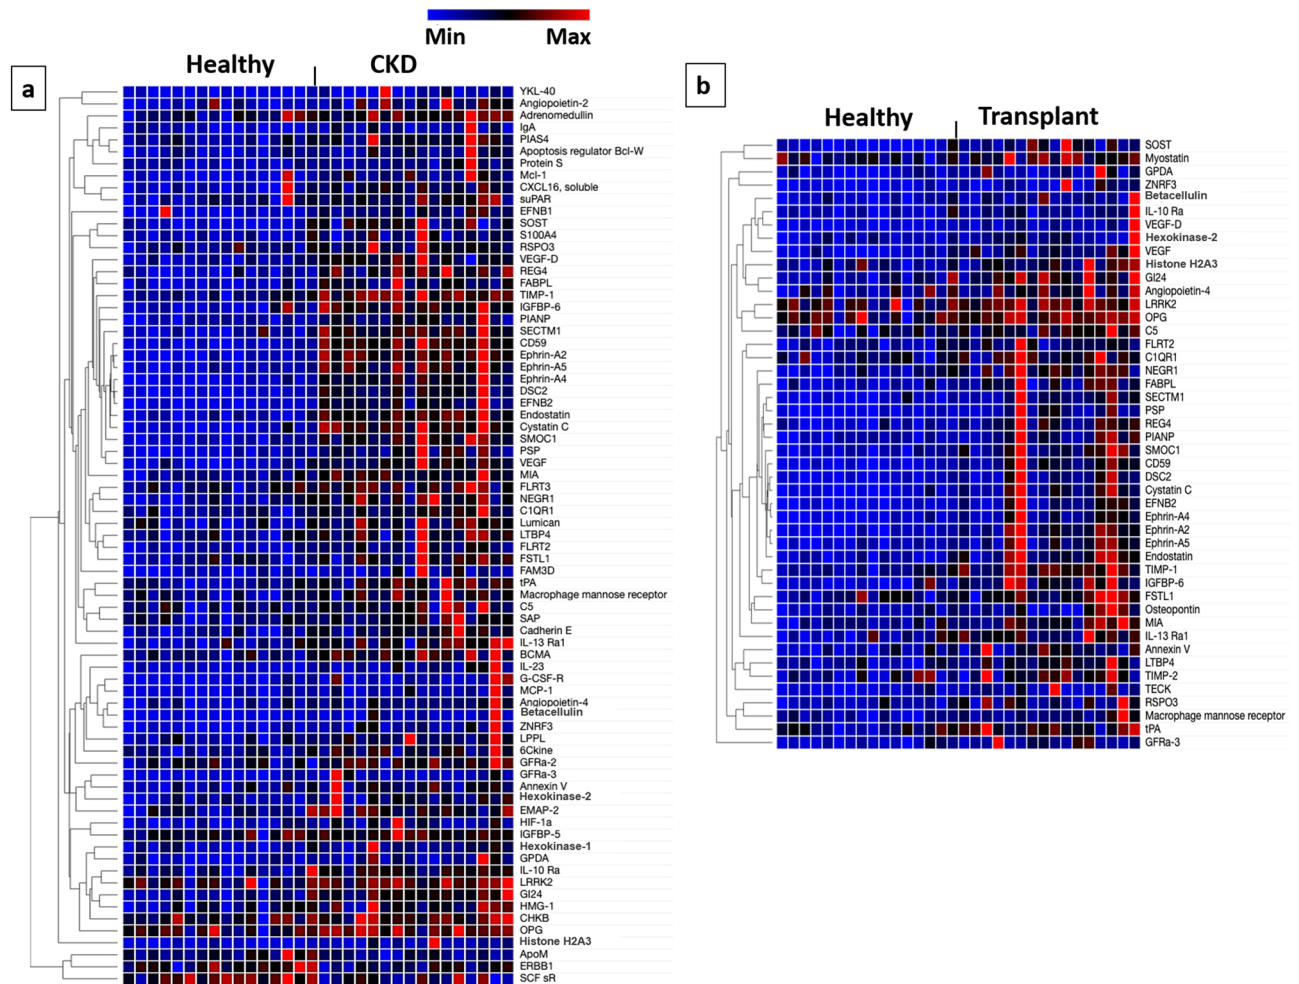 Min Max
a
Healthy CKD
YKL-40
Angiopoietin-2
Adrenomedullin
IgA
PIAS4
Apoptosis regulator Bcl-W
Protein S
Mcl-1
CXCL16, soluble
suPAR
EFNB1
SOST
S100A4
RSPO3
VEGF-D
REG4
FABPL
TIMP-1
IGFBP-6
PIANP
SECTM1
CD59
Ephrin-A2
Ephrin-A5
Ephrin-A4
DSC2
EFNB2
Endostatin
Cystatin C
SMOC1
PSP
VEGF
MIA
FLRT3
NEGR1
C1QR1
Lumican
LTBP4
FLRT2
FSTL1
FAM3D
tPA
Macrophage mannose receptor
C5
SAP
Cadherin E
IL-13 Ra1
BCMA
IL-23
G-CSF-R
MCP-1
Angiopoietin-4
Betacellulin
ZNRF3
LPPL
6Ckine
GFRa-2
GFRa-3
Annexin V
Hexokinase-2
EMAP-2
HIF-1a
IGFBP-5
Hexokinase-1
GPDA
IL-10 Ra
LRRK2
GI24
HMG-1
CHKB
OPG
Histone H2A3
ApoM
ERBB1
SCF sR
b
Healthy Transplant
SOST
Myostatin
GPDA
ZNRF3
Betacellulin
IL-10 Ra
VEGF-D
Hexokinase-2
VEGF
Histone H2A3
GI24
Angiopoietin-4
LRRK2
OPG
C5
FLRT2
C1QR1
NEGR1
FABPL
SECTM1
PSP
REG4
PIANP
SMOC1
CD59
DSC2
Cystatin C
EFNB2
Ephrin-A4
Ephrin-A2
Ephrin-A5
Endostatin
TIMP-1
IGFBP-6
FSTL1
Osteopontin
MIA
IL-13 Ra1
Annexin V
LTBP4
TIMP-2
TECK
RSPO3
Macrophage mannose receptor
tPA
GFRa-3